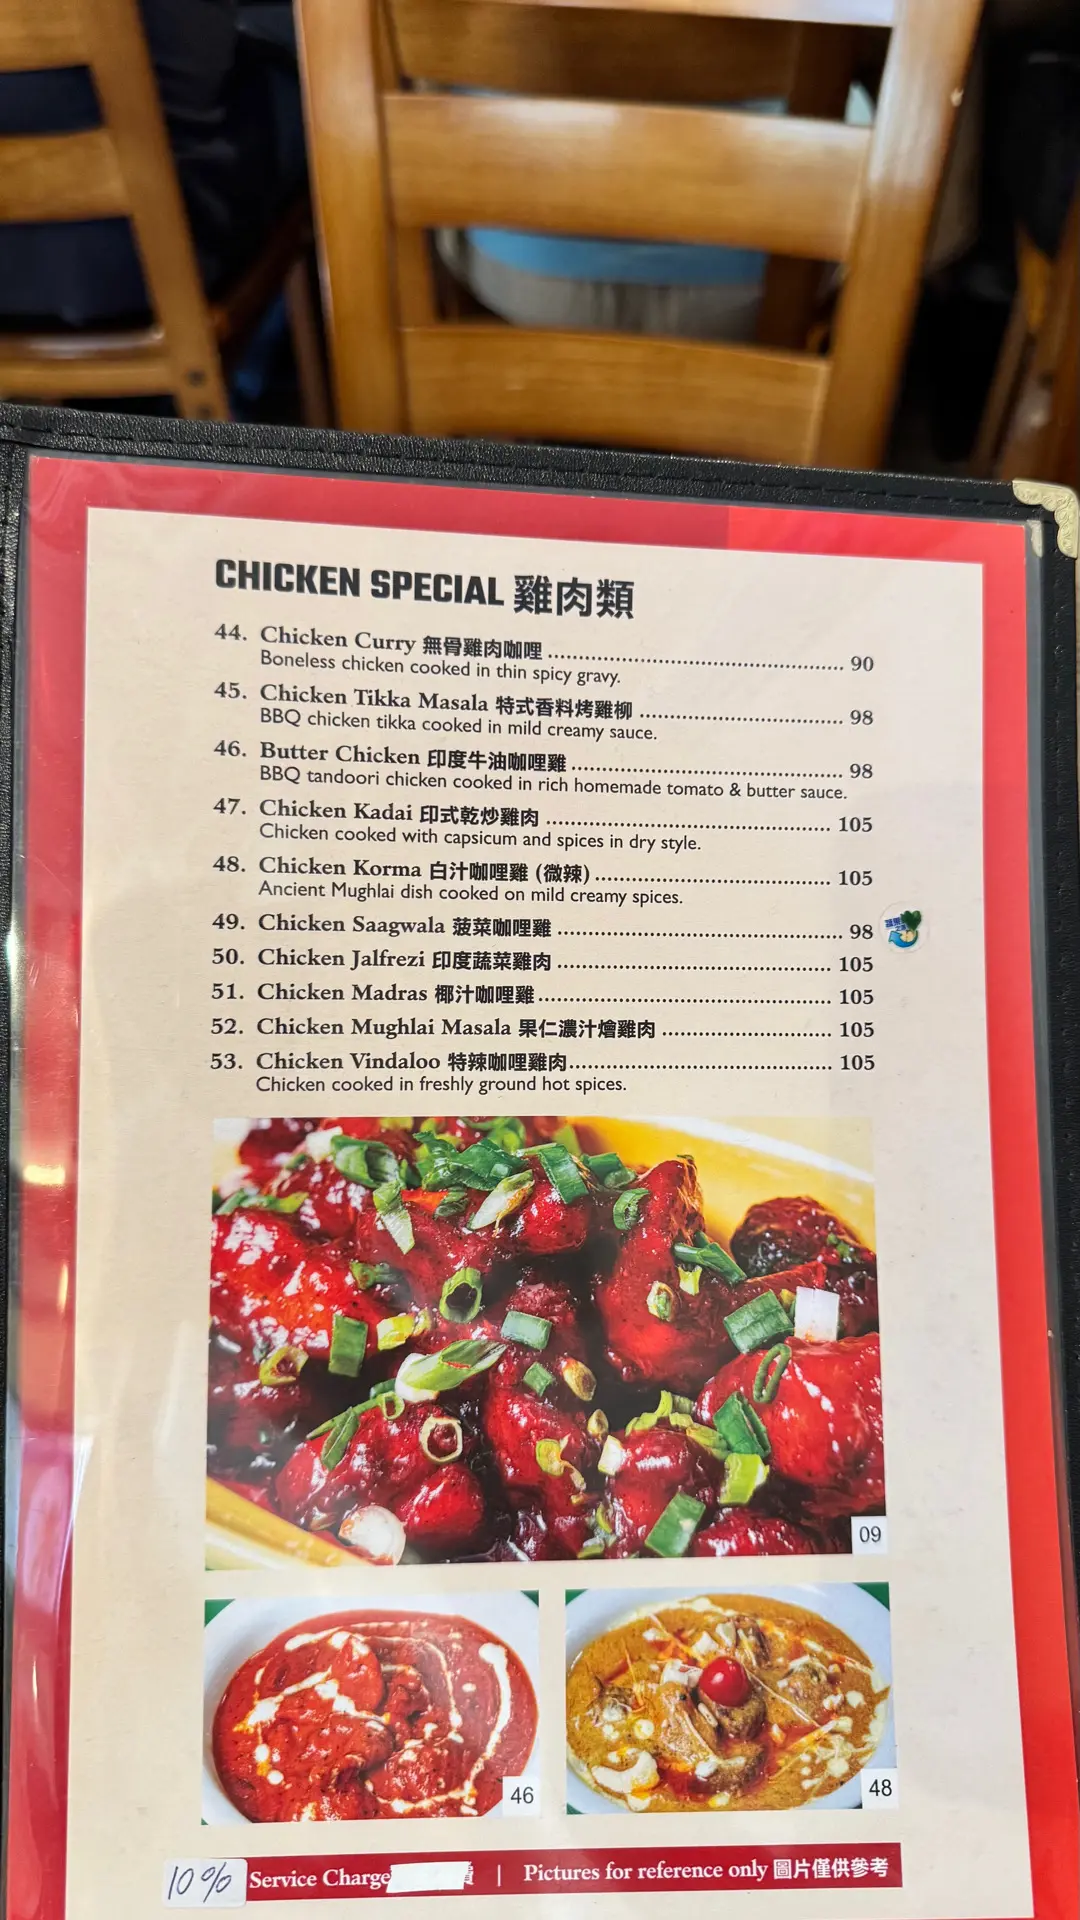 CHICKEN SPECIAL 雞肉類
44. Chicken Curry 無骨雞肉咖哩 ........ 90
Boneless chicken cooked in thin spicy gravy.
45. Chicken Tikka Masala 特式香料烤雞柳 ........ 98
BBQ chicken tikka cooked in mild creamy sauce.
46. Butter Chicken 印度牛油咖哩雞 ........ 98
BBQ tandoori chicken cooked in rich homemade tomato & butter sauce.
47. Chicken Kadai 印式乾炒雞肉 ........ 105
Chicken cooked with capsicum and spices in dry style.
48. Chicken Korma 白汁咖哩雞 (微辣) ........ 105
Ancient Mughlai dish cooked on mild creamy spices.
49. Chicken Saagwala 菠菜咖哩雞 ........ 98
50. Chicken Jalfrezi 印度蔬菜雞肉 ........ 105
51. Chicken Madras 椰汁咖哩雞 ........ 105
52. Chicken Mughlai Masala 果仁濃汁燴雞肉 ........ 105
53. Chicken Vindaloo 特辣咖哩雞肉 ........ 105
Chicken cooked in freshly ground hot spices.
09
46
48
10% Service Charge | Pictures for reference only 圖片僅供參考